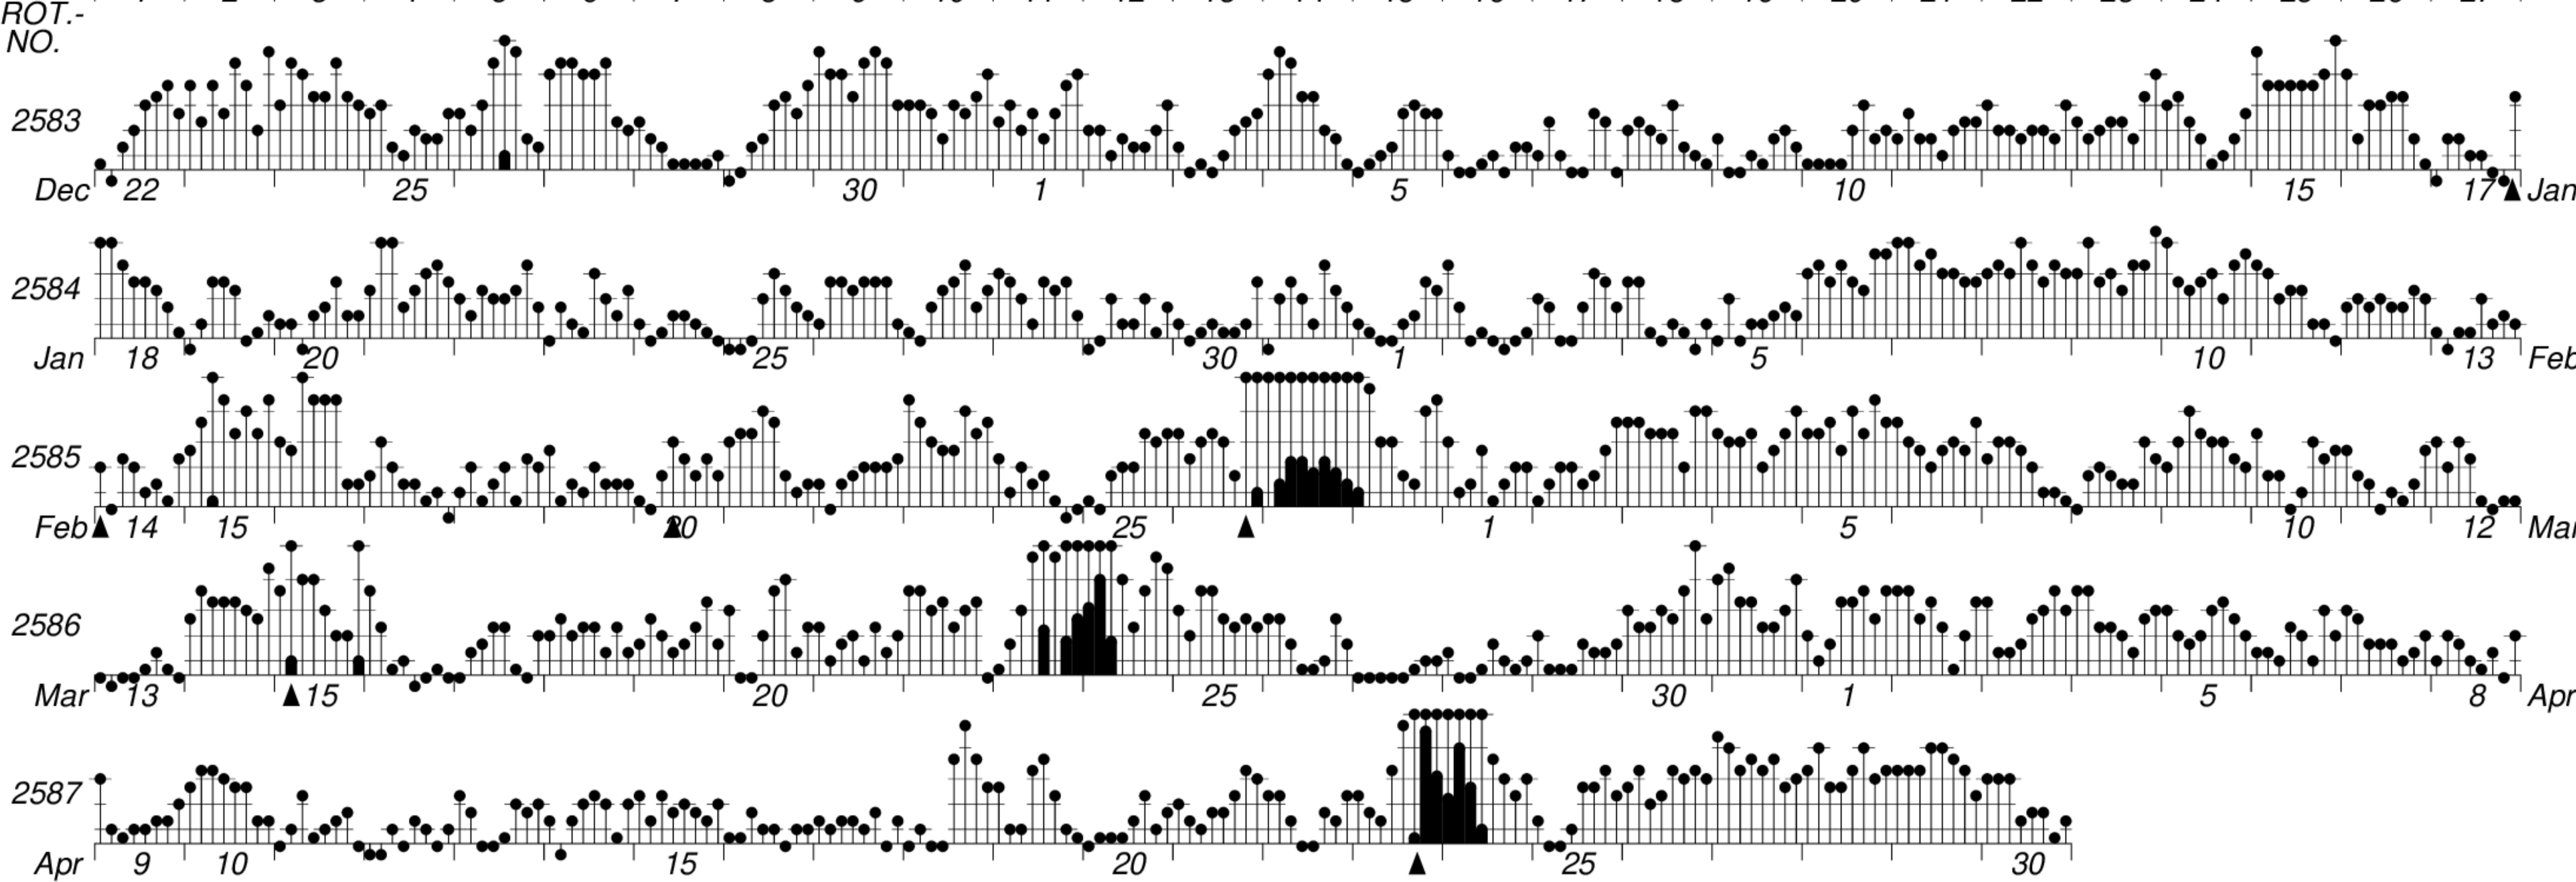 ROT.-
NO.
2583
Dec 22 25 30 1 5 10 15 17 Jan
2584
Jan 18 20 25 30 1 5 10 13 Feb
2585
Feb 14 15 20 25 1 5 10 12 Mar
2586
Mar 13 15 20 25 30 1 5 8 Apr
2587
Apr 9 10 15 20 25 30